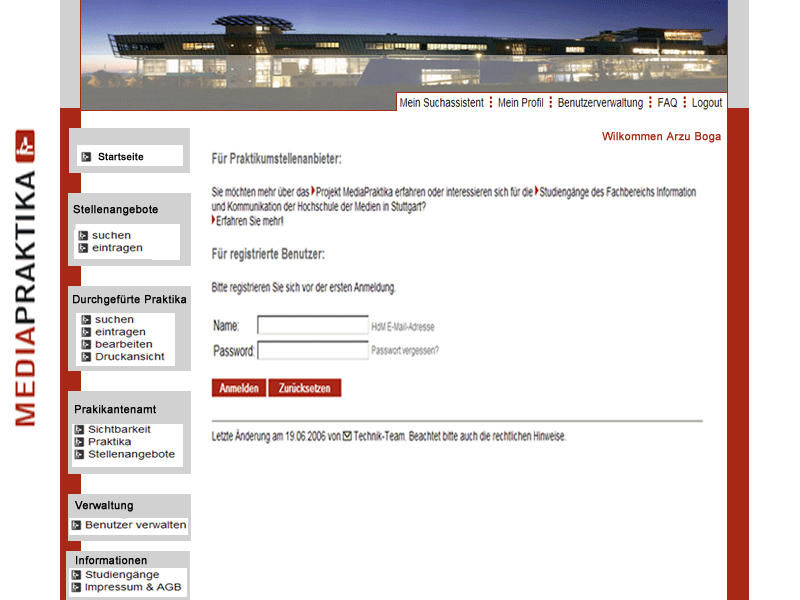 Mein Suchassistent Mein Profil Benutzerverwaltung FAQ Logout
Willkommen Arzu Boga
MEDIAPRAKTIKA
Startseite
Stellenangebote
suchen
eintragen
Durchgefürte Praktika
suchen
eintragen
bearbeiten
Druckansicht
Prakikantenamt
Sichtbarkeit
Praktika
Stellenangebote
Verwaltung
Benutzer verwalten
Informationen
Studiengänge
Impressum & AGB
Für Praktikumstellenanbieter:
Sie möchten mehr über das Projekt MediaPraktika erfahren oder interessieren sich für die Studiengänge des Fachbereichs Information
und Kommunikation der Hochschule der Medien in Stuttgart?
Erfahren Sie mehr!
Für registrierte Benutzer:
Bitte registrieren Sie sich vor der ersten Anmeldung.
Name: HdM E-Mail-Adresse
Password: Passwort vergessen?
Anmelden Zurücksetzen
Letzte Änderung am 19.06.2006 von Technik-Team. Beachtet bitte auch die rechtlichen Hinweise.